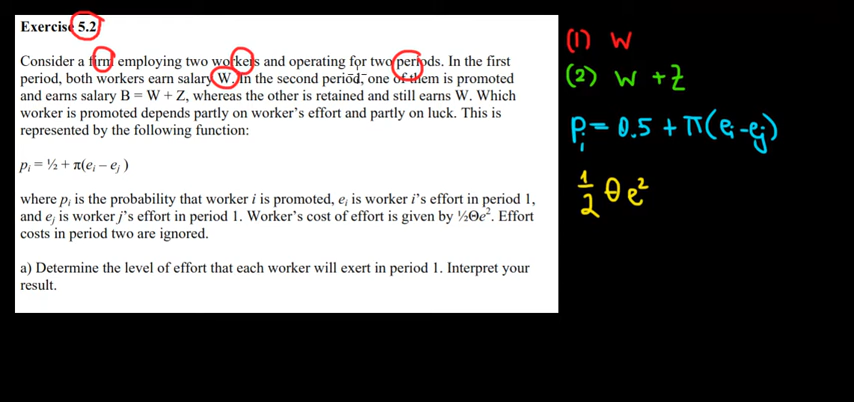 Exercise 5.2
Consider a firm employing two workers and operating for two periods. In the first
period, both workers earn salary W. In the second period, one of them is promoted
and earns salary B = W + Z, whereas the other is retained and still earns W. Which
worker is promoted depends partly on worker's effort and partly on luck. This is
represented by the following function:
pᵢ = ½ + π(eᵢ – eⱼ )
where pᵢ is the probability that worker i is promoted, eᵢ is worker i's effort in period 1,
and eⱼ is worker j's effort in period 1. Worker's cost of effort is given by ½Θe². Effort
costs in period two are ignored.
a) Determine the level of effort that each worker will exert in period 1. Interpret your
result.
(1) W
(2) W + Z
Pᵢ = 0.5 + π(eᵢ - eⱼ)
½ θ e²